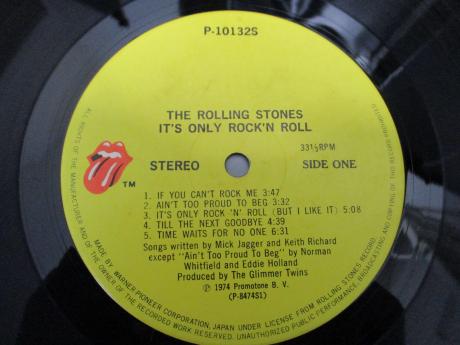 P-10132S
THE ROLLING STONES
IT'S ONLY ROCK'N ROLL
33 1/3 RPM
STEREO
SIDE ONE
TM
1. IF YOU CAN'T ROCK ME 3:47
2. AIN'T TOO PROUD TO BEG 3:32
3. IT'S ONLY ROCK 'N' ROLL (BUT I LIKE IT) 5:08
4. TILL THE NEXT GOODBYE 4:39
5. TIME WAITS FOR NO ONE 6:31
Songs written by Mick Jagger and Keith Richard
except "Ain't Too Proud To Beg" by Norman
Whitfield and Eddie Holland
Produced by The Glimmer Twins
℗ 1974 Promotone B. V.
(P-8474S1)
ALL RIGHTS OF THE MANUFACTURER AND OF THE OWNER OF THE RECORDED WORK RESERVED. UNAUTHORIZED PUBLIC PERFORMANCE, BROADCASTING AND COPYING OF THIS RECORD PROHIBITED
MADE BY WARNER-PIONEER CORPORATION, JAPAN UNDER LICENSE FROM ROLLING STONES RECORD